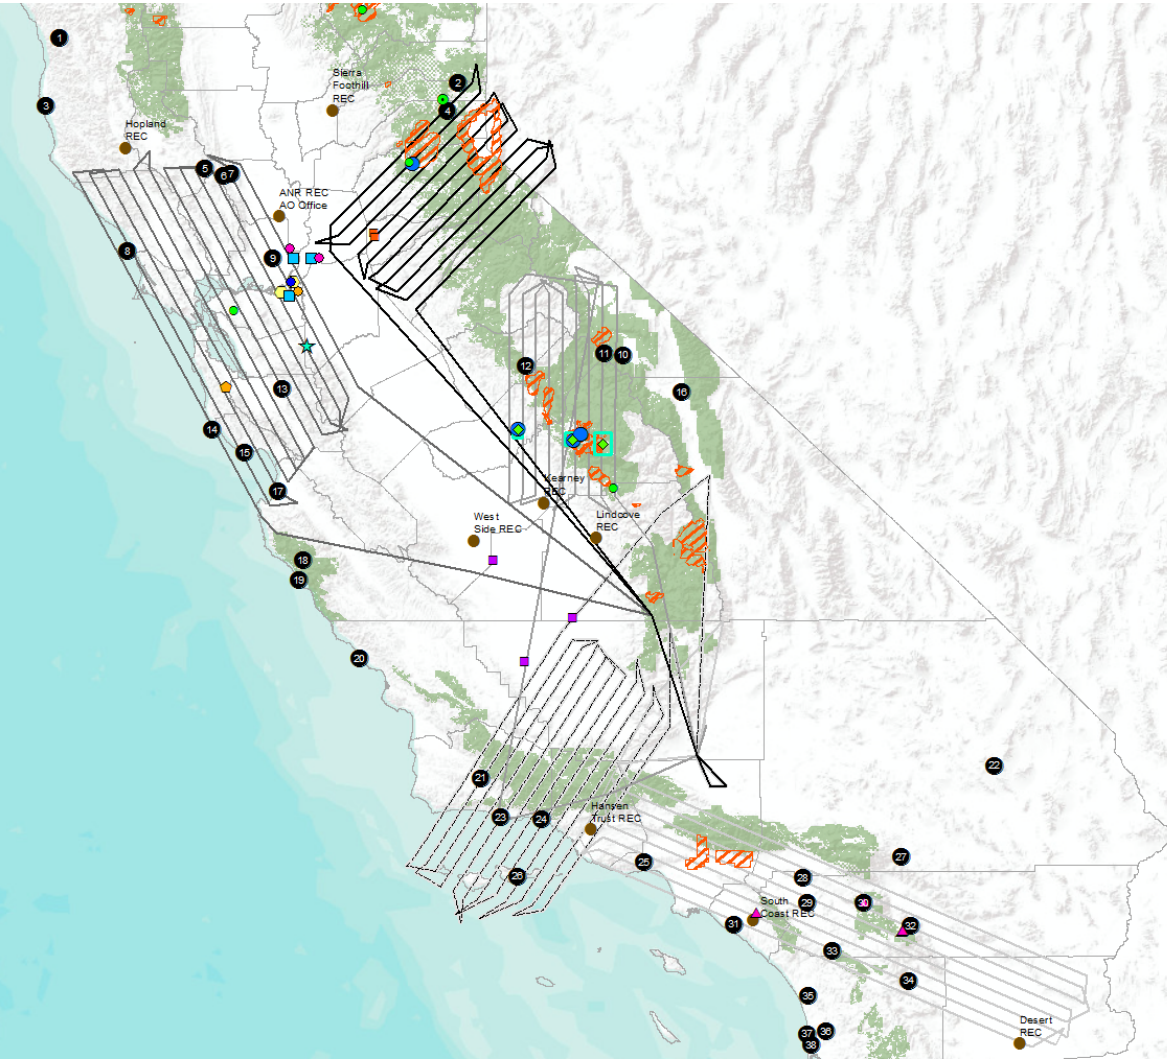 1
Sierra
Foothill
REC
2
3
4
Hopland
REC
5
6
7
ANR REC
AO Office
8
9
11
10
12
16
13
14
15
17
Kearney
REC
West
Side REC
Lindcove
REC
18
19
20
21
22
23
24
Hansen
Trust REC
25
26
27
28
29
30
South
Coast REC
31
32
33
34
35
36
37
38
Desert
REC